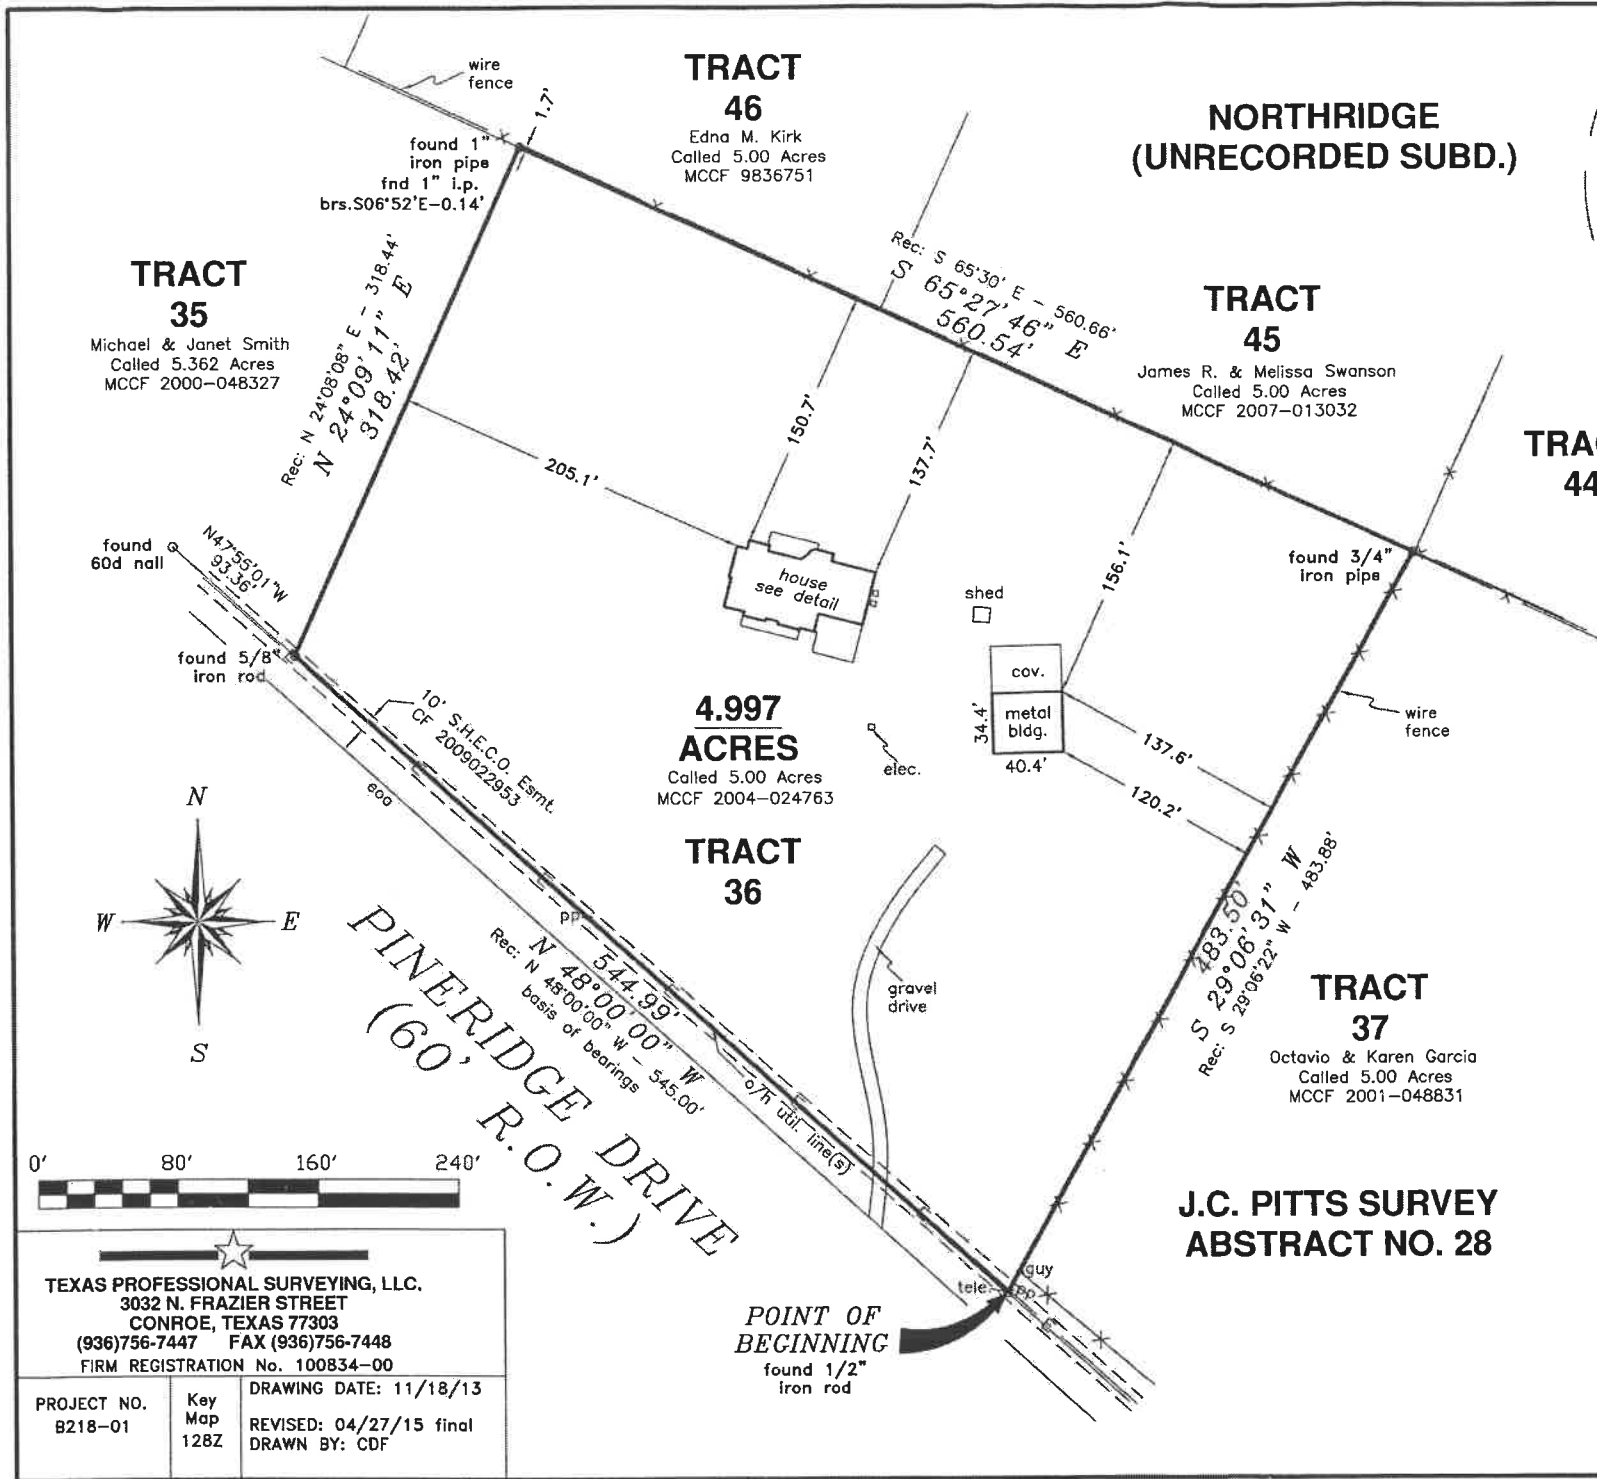 wire
fence
1.7'
TRACT
46
Edna M. Kirk
Called 5.00 Acres
MCCF 9836751
NORTHRIDGE
(UNRECORDED SUBD.)
found 1"
iron pipe
fnd 1" i.p.
brs.S06°52'E-0.14'
TRACT
35
Michael & Janet Smith
Called 5.362 Acres
MCCF 2000-048327
Rec: N 24°08'08" E - 318.44'
N 24°09'11" E
318.42'
Rec: S 65°30' E - 560.66'
S 65°27'46" E
560.54'
TRACT
45
James R. & Melissa Swanson
Called 5.00 Acres
MCCF 2007-013032
TRAC
44
205.1'
150.7'
137.7'
156.1'
found
60d nail
N47°55'01"W
93.36'
found 5/8"
iron rod
house
see detail
shed
found 3/4"
iron pipe
cov.
metal
bldg.
34.4'
40.4'
137.6'
120.2'
wire
fence
10' S.H.E.C.O. Esmt.
CF 2009022953
4.997
ACRES
Called 5.00 Acres
MCCF 2004-024763
elec.
TRACT
36
eoa
N
W
E
S
pp
N 48°00'00" W
544.99'
Rec: N 48°00'00" W - 545.00'
basis of bearings
PINERIDGE DRIVE
(60' R.O.W.)
gravel
drive
o/h util. line(s)
483.50'
S 29°06'31" W
Rec: S 29°06'22" W - 483.88'
TRACT
37
Octavio & Karen Garcia
Called 5.00 Acres
MCCF 2001-048831
J.C. PITTS SURVEY
ABSTRACT NO. 28
0' 80' 160' 240'
guy
tele.
pp
POINT OF
BEGINNING
found 1/2"
iron rod
TEXAS PROFESSIONAL SURVEYING, LLC.
3032 N. FRAZIER STREET
CONROE, TEXAS 77303
(936)756-7447 FAX (936)756-7448
FIRM REGISTRATION No. 100834-00
PROJECT NO.
B218-01
Key
Map
128Z
DRAWING DATE: 11/18/13
REVISED: 04/27/15 final
DRAWN BY: CDF